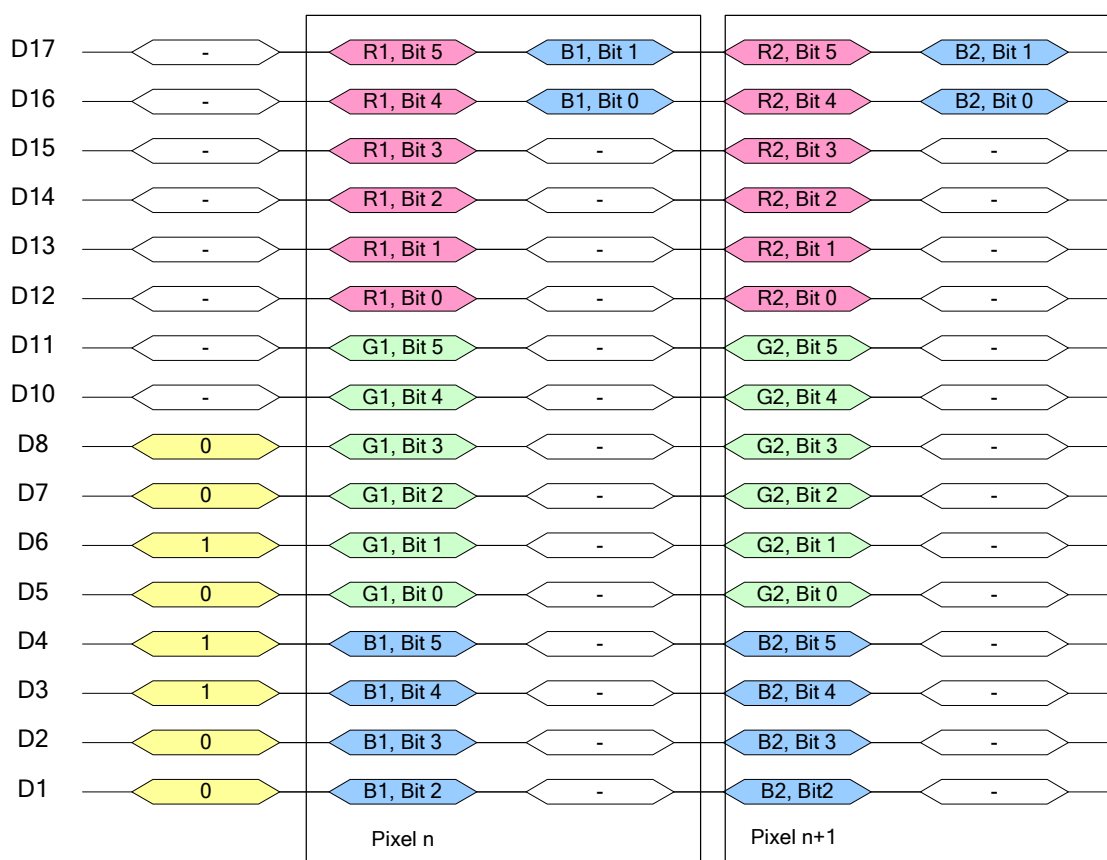 D17 - R1, Bit 5 B1, Bit 1 R2, Bit 5 B2, Bit 1
D16 - R1, Bit 4 B1, Bit 0 R2, Bit 4 B2, Bit 0
D15 - R1, Bit 3 - R2, Bit 3 -
D14 - R1, Bit 2 - R2, Bit 2 -
D13 - R1, Bit 1 - R2, Bit 1 -
D12 - R1, Bit 0 - R2, Bit 0 -
D11 - G1, Bit 5 - G2, Bit 5 -
D10 - G1, Bit 4 - G2, Bit 4 -
D8 0 G1, Bit 3 - G2, Bit 3 -
D7 0 G1, Bit 2 - G2, Bit 2 -
D6 1 G1, Bit 1 - G2, Bit 1 -
D5 0 G1, Bit 0 - G2, Bit 0 -
D4 1 B1, Bit 5 - B2, Bit 5 -
D3 1 B1, Bit 4 - B2, Bit 4 -
D2 0 B1, Bit 3 - B2, Bit 3 -
D1 0 B1, Bit 2 - B2, Bit2 -
Pixel n Pixel n+1